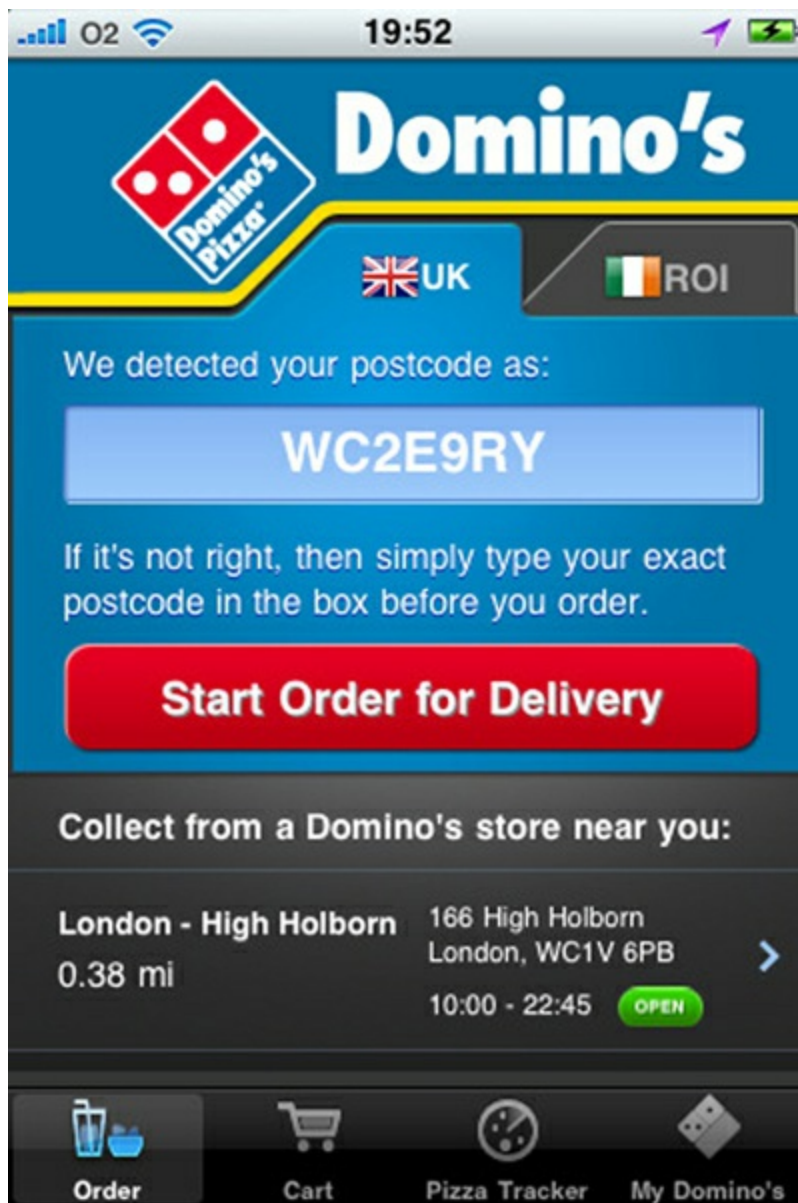 O2 19:52
Domino's
Domino's
Pizza®
UK ROI
We detected your postcode as:
WC2E9RY
If it's not right, then simply type your exact
postcode in the box before you order.
Start Order for Delivery
Collect from a Domino's store near you:
London - High Holborn
0.38 mi
166 High Holborn
London, WC1V 6PB
10:00 - 22:45 OPEN
Order Cart Pizza Tracker My Domino's